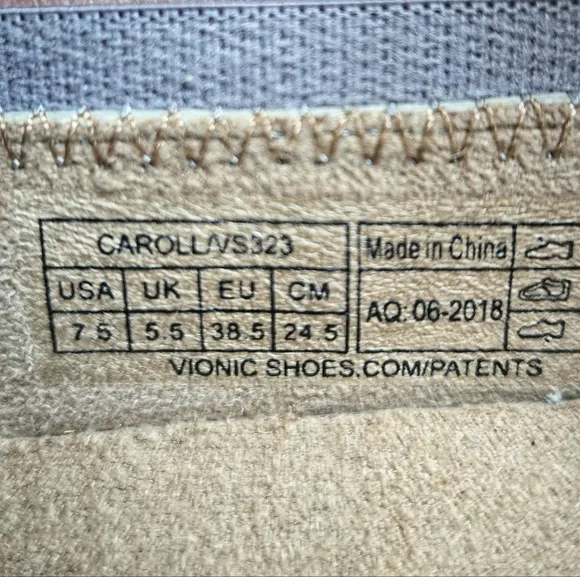 CAROLL/VS323
USA UK EU CM
7.5 5.5 38.5 24.5
Made in China
AQ: 06-2018
VIONIC SHOES.COM/PATENTS